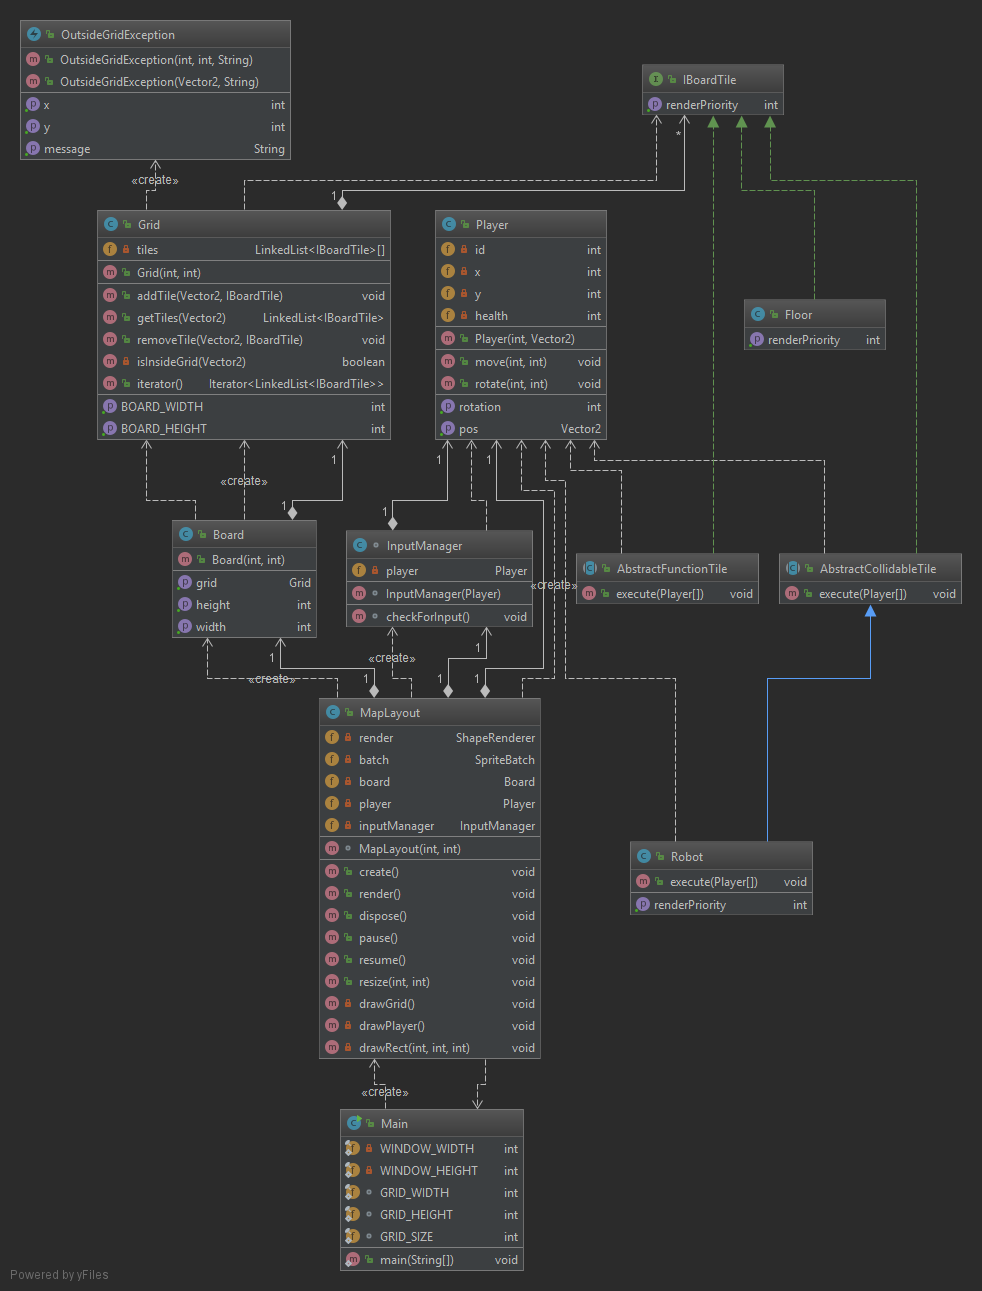 OutsideGridException
OutsideGridException(int, int, String)
OutsideGridException(Vector2, String)
x int
y int
message String
«create»
IBoardTile
renderPriority int
*
1
Grid
tiles LinkedList<IBoardTile>[]
Grid(int, int)
addTile(Vector2, IBoardTile) void
getTiles(Vector2) LinkedList<IBoardTile>
removeTile(Vector2, IBoardTile) void
isInsideGrid(Vector2) boolean
iterator() Iterator<LinkedList<IBoardTile>>
BOARD_WIDTH int
BOARD_HEIGHT int
Player
id int
x int
y int
health int
Player(int, Vector2)
move(int, int) void
rotate(int, int) void
rotation int
pos Vector2
Floor
renderPriority int
1
1
1
«create»
1
1
Board
Board(int, int)
grid Grid
height int
width int
InputManager
player Player
InputManager(Player)
checkForInput() void
«create»
AbstractFunctionTile
execute(Player[]) void
AbstractCollidableTile
execute(Player[]) void
1
1
«create»
«create»
1
1
1
MapLayout
render ShapeRenderer
batch SpriteBatch
board Board
player Player
inputManager InputManager
MapLayout(int, int)
create() void
render() void
dispose() void
pause() void
resume() void
resize(int, int) void
drawGrid() void
drawPlayer() void
drawRect(int, int, int) void
Robot
execute(Player[]) void
renderPriority int
«create»
Main
WINDOW_WIDTH int
WINDOW_HEIGHT int
GRID_WIDTH int
GRID_HEIGHT int
GRID_SIZE int
main(String[]) void
Powered by yFiles